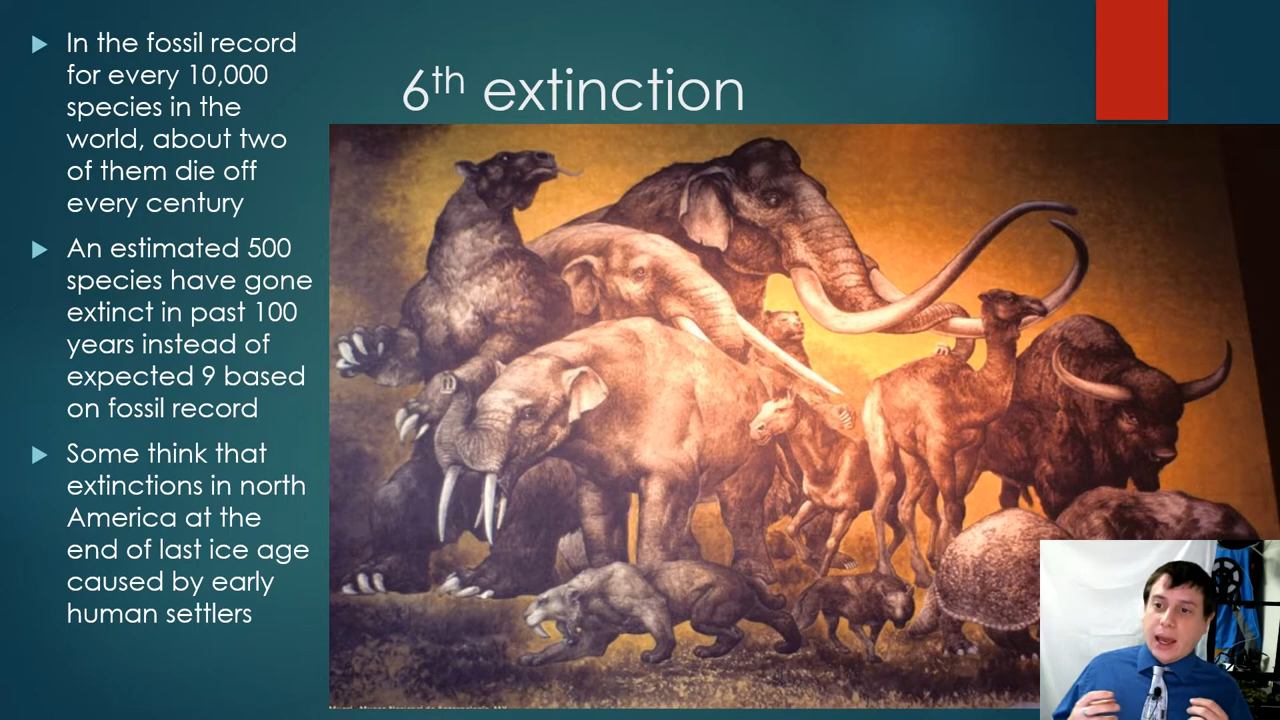 6th extinction
In the fossil record
for every 10,000
species in the
world, about two
of them die off
every century
An estimated 500
species have gone
extinct in past 100
years instead of
expected 9 based
on fossil record
Some think that
extinctions in north
America at the
end of last ice age
caused by early
human settlers